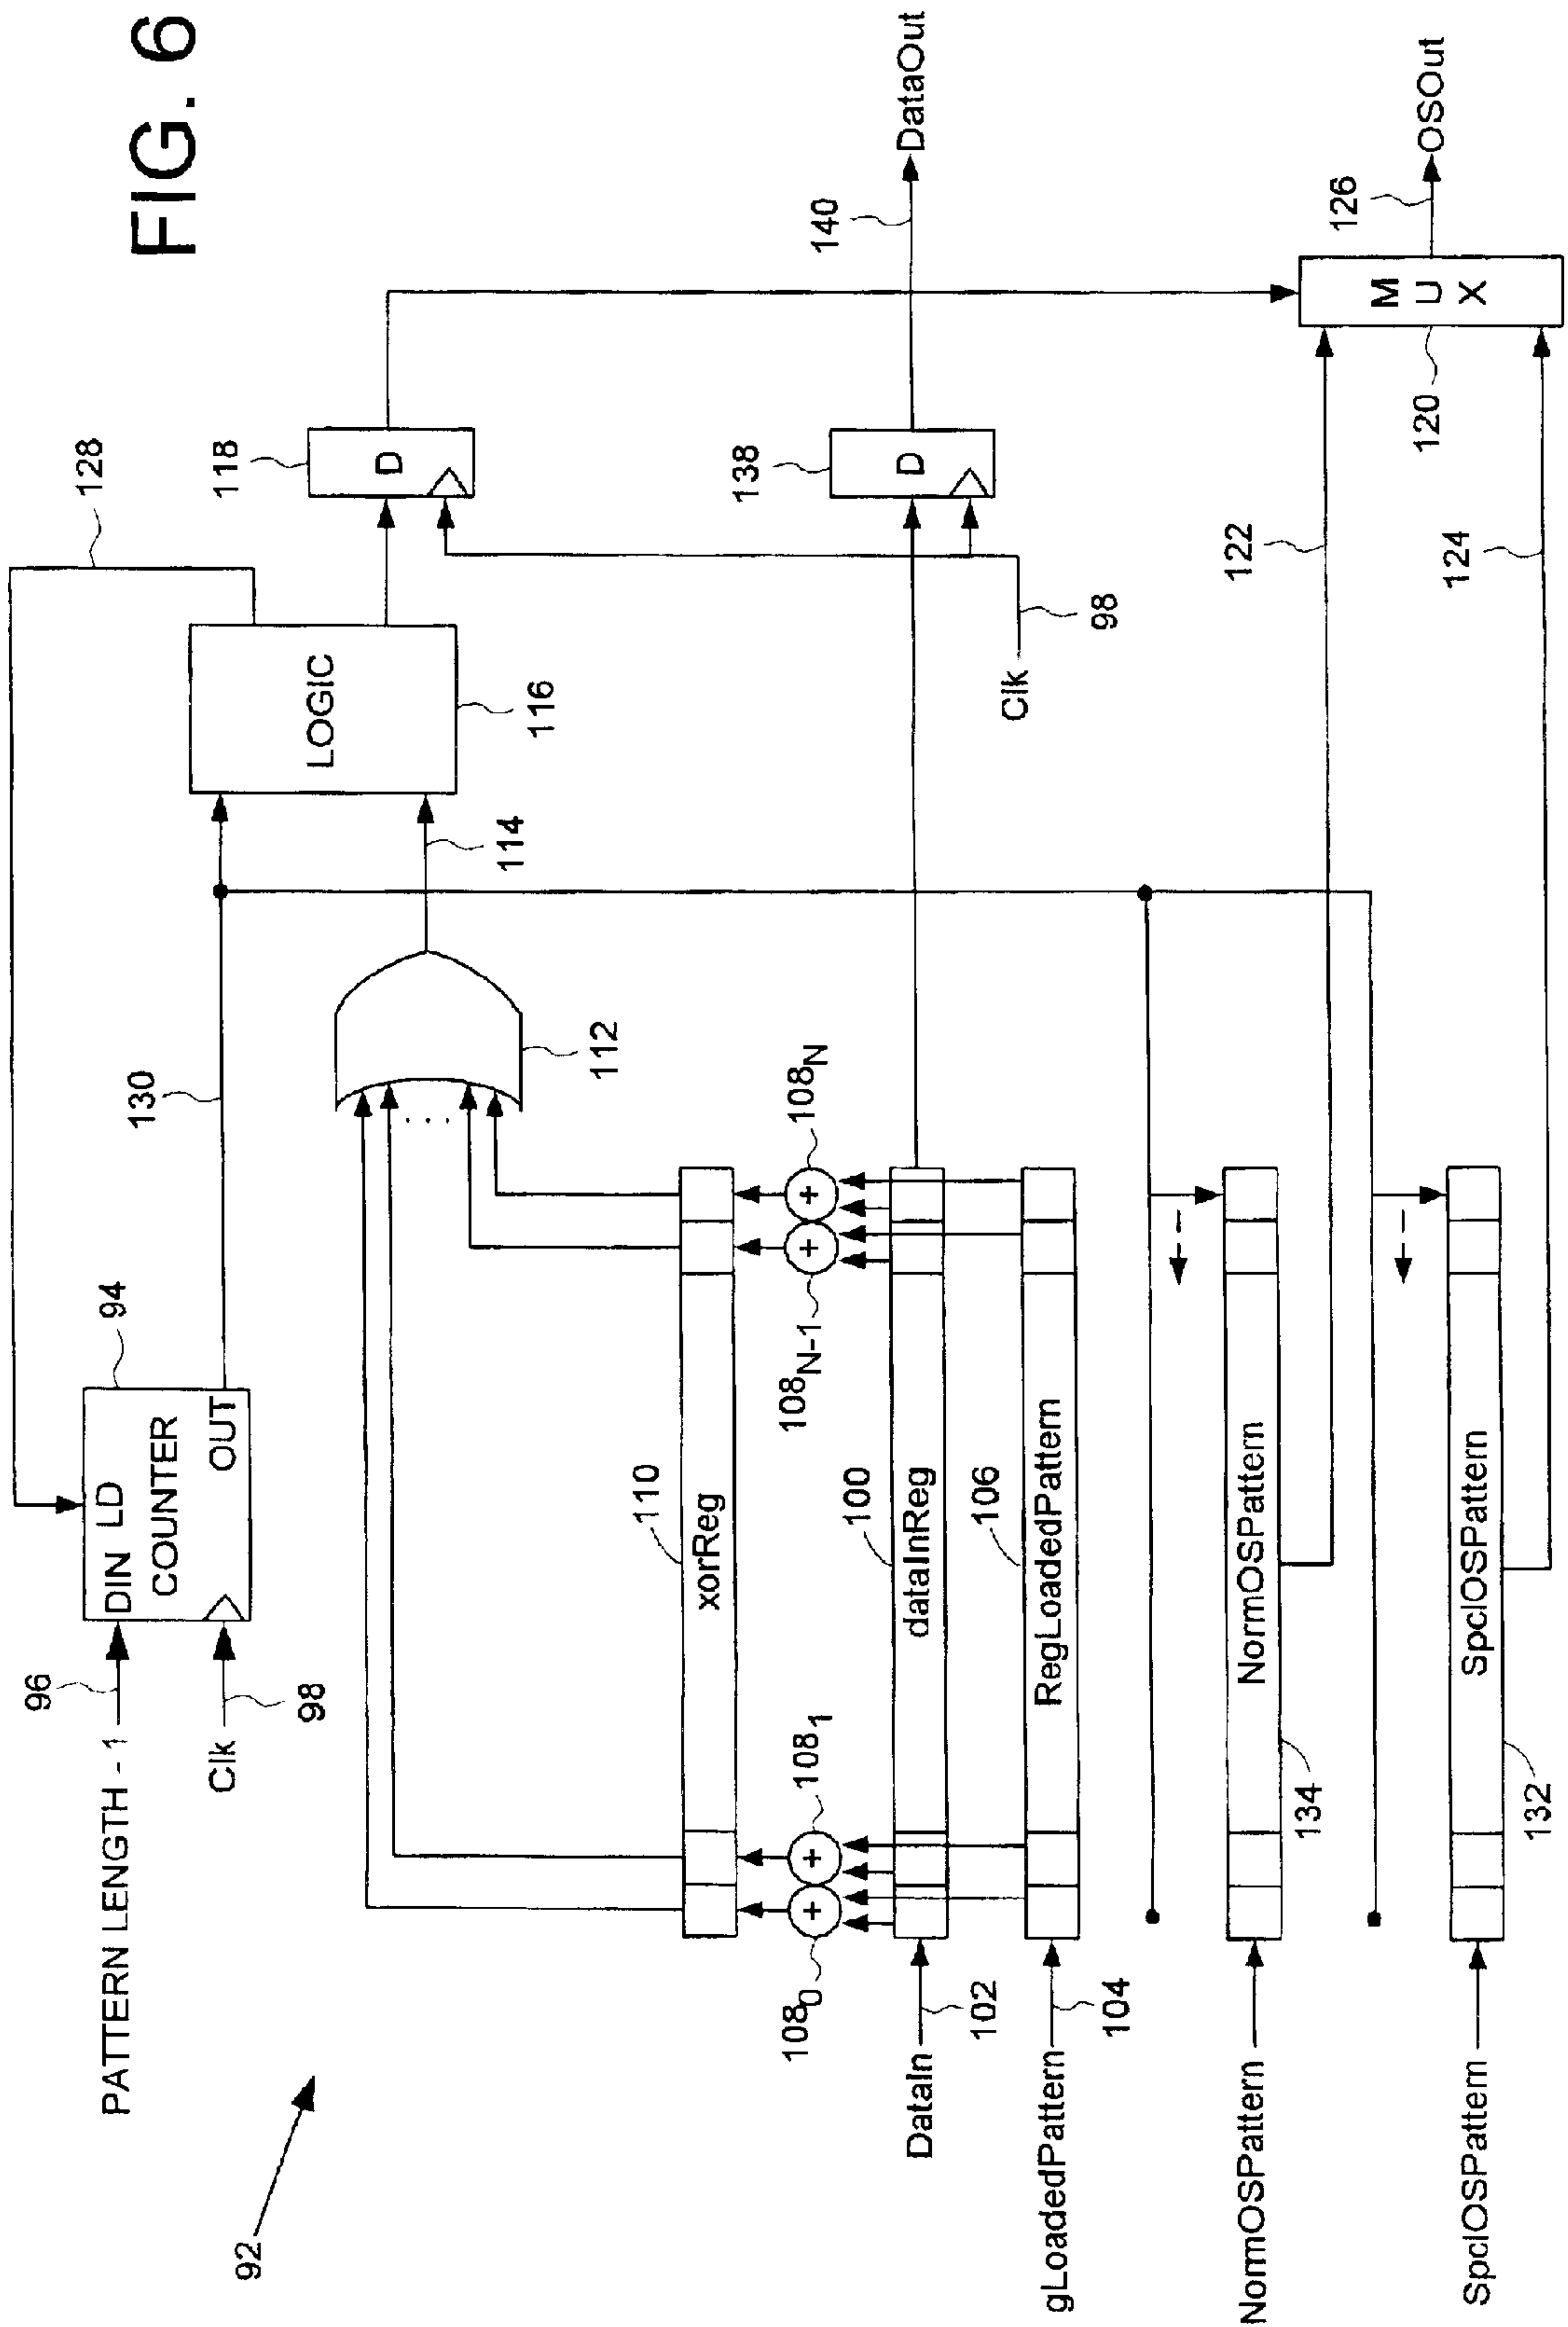 FIG. 6
92
PATTERN LENGTH - 1
96
Clk
98
DIN LD
COUNTER
OUT
94
130
128
LOGIC
116
114
112
118
D
138
D
Clk
98
140
DataOut
xorReg
110
108₀
108₁
108N-1
108N
DataIn
102
dataInReg
100
gLoadedPattern
104
RegLoadedPattern
106
NormOSPattern
NormOSPattern
134
122
SpclOSPattern
SpclOSPattern
132
124
MUX
120
126
OSOut